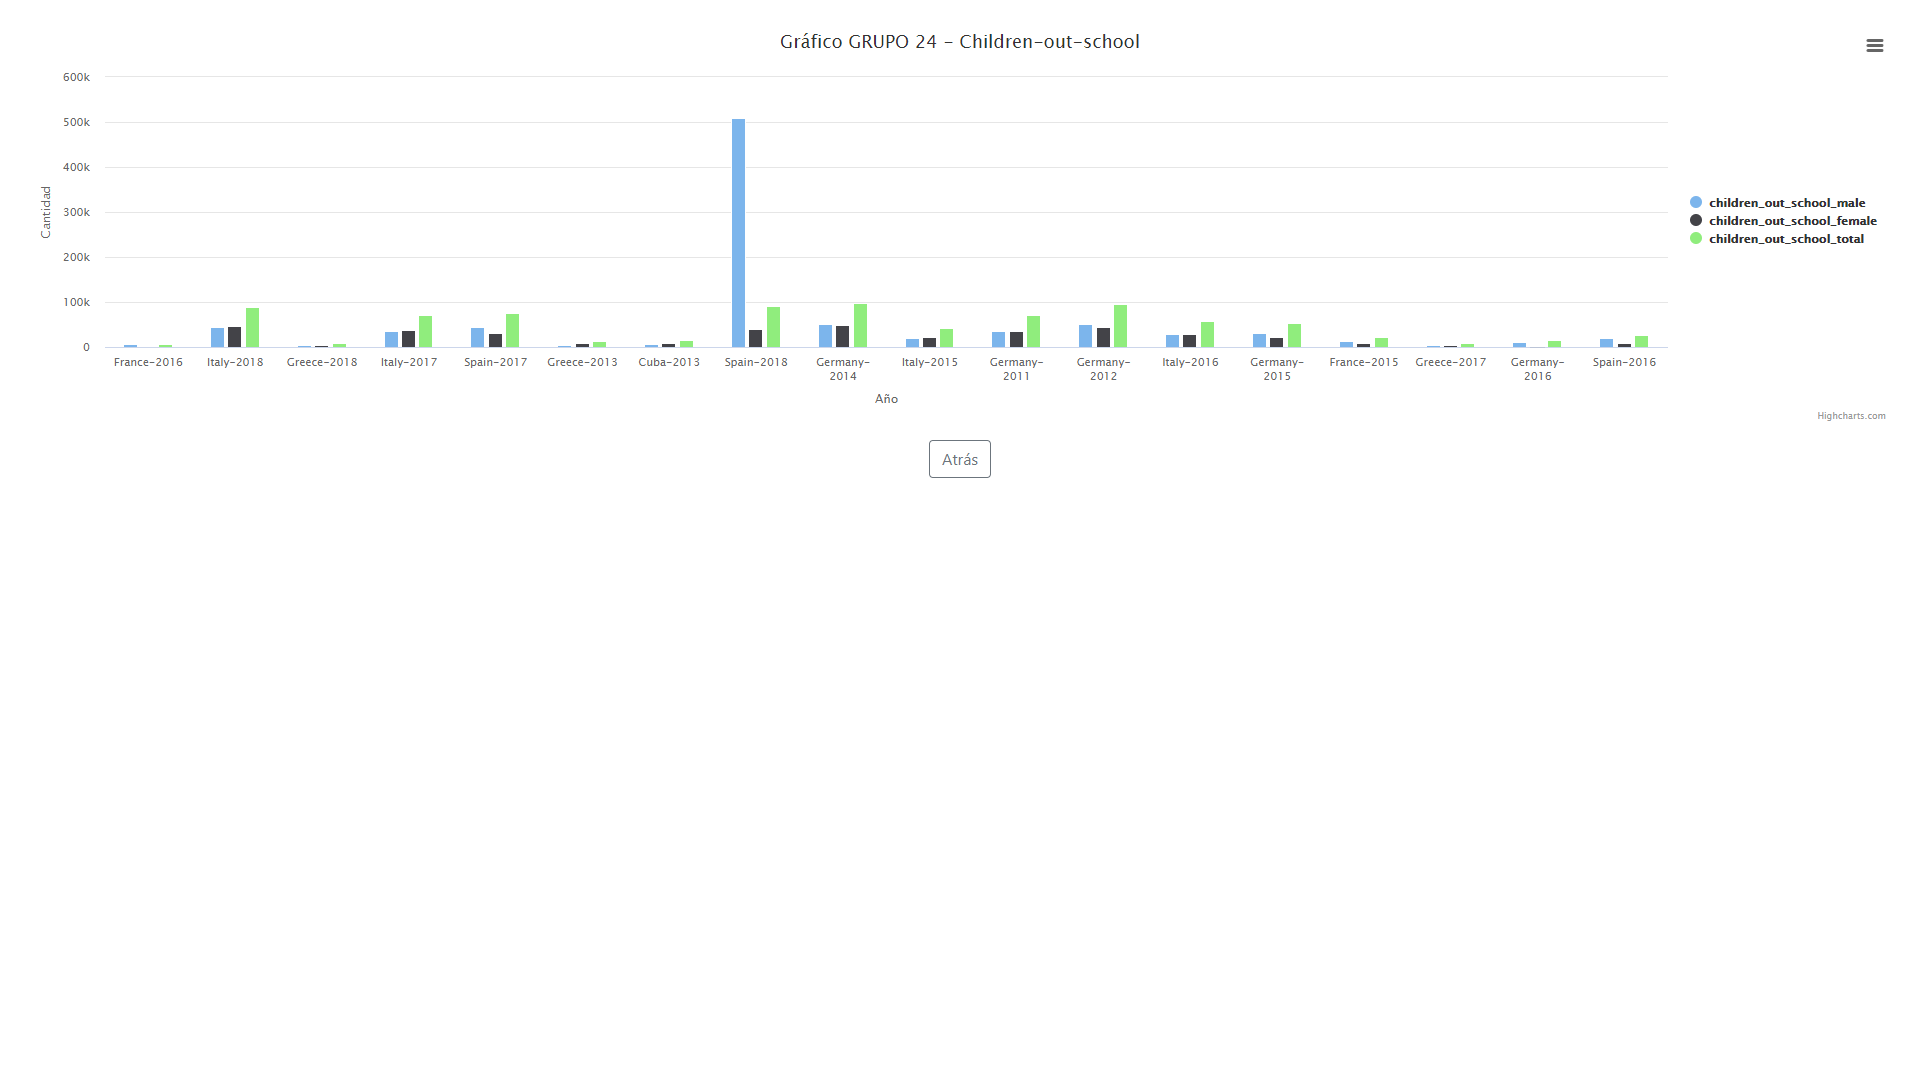 Gráfico GRUPO 24 - Children-out-school
600k
500k
400k
300k
200k
100k
0
Cantidad
France-2016
Italy-2018
Greece-2018
Italy-2017
Spain-2017
Greece-2013
Cuba-2013
Spain-2018
Germany-
2014
Italy-2015
Germany-
2011
Germany-
2012
Italy-2016
Germany-
2015
France-2015
Greece-2017
Germany-
2016
Spain-2016
Año
children_out_school_male
children_out_school_female
children_out_school_total
Highcharts.com
Atrás